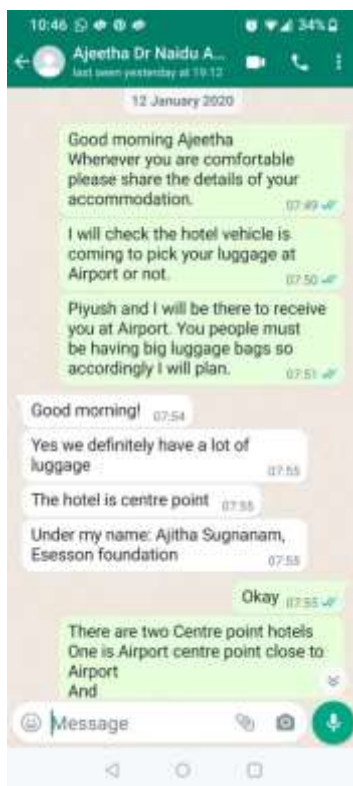 10:46 34%
Ajeetha Dr Naidu A...
last seen yesterday at 19:12
12 January 2020
Good morning Ajeetha
Whenever you are comfortable
please share the details of your
accommodation. 07:49
I will check the hotel vehicle is
coming to pick your luggage at
Airport or not. 07:50
Piyush and I will be there to receive
you at Airport. You people must
be having big luggage bags so
accordingly I will plan. 07:51
Good morning! 07:54
Yes we definitely have a lot of
luggage 07:55
The hotel is centre point 07:55
Under my name: Ajitha Sugnanam,
Esesson foundation 07:55
Okay 07:55
There are two Centre point hotels
One is Airport centre point close to
Airport
And
Message